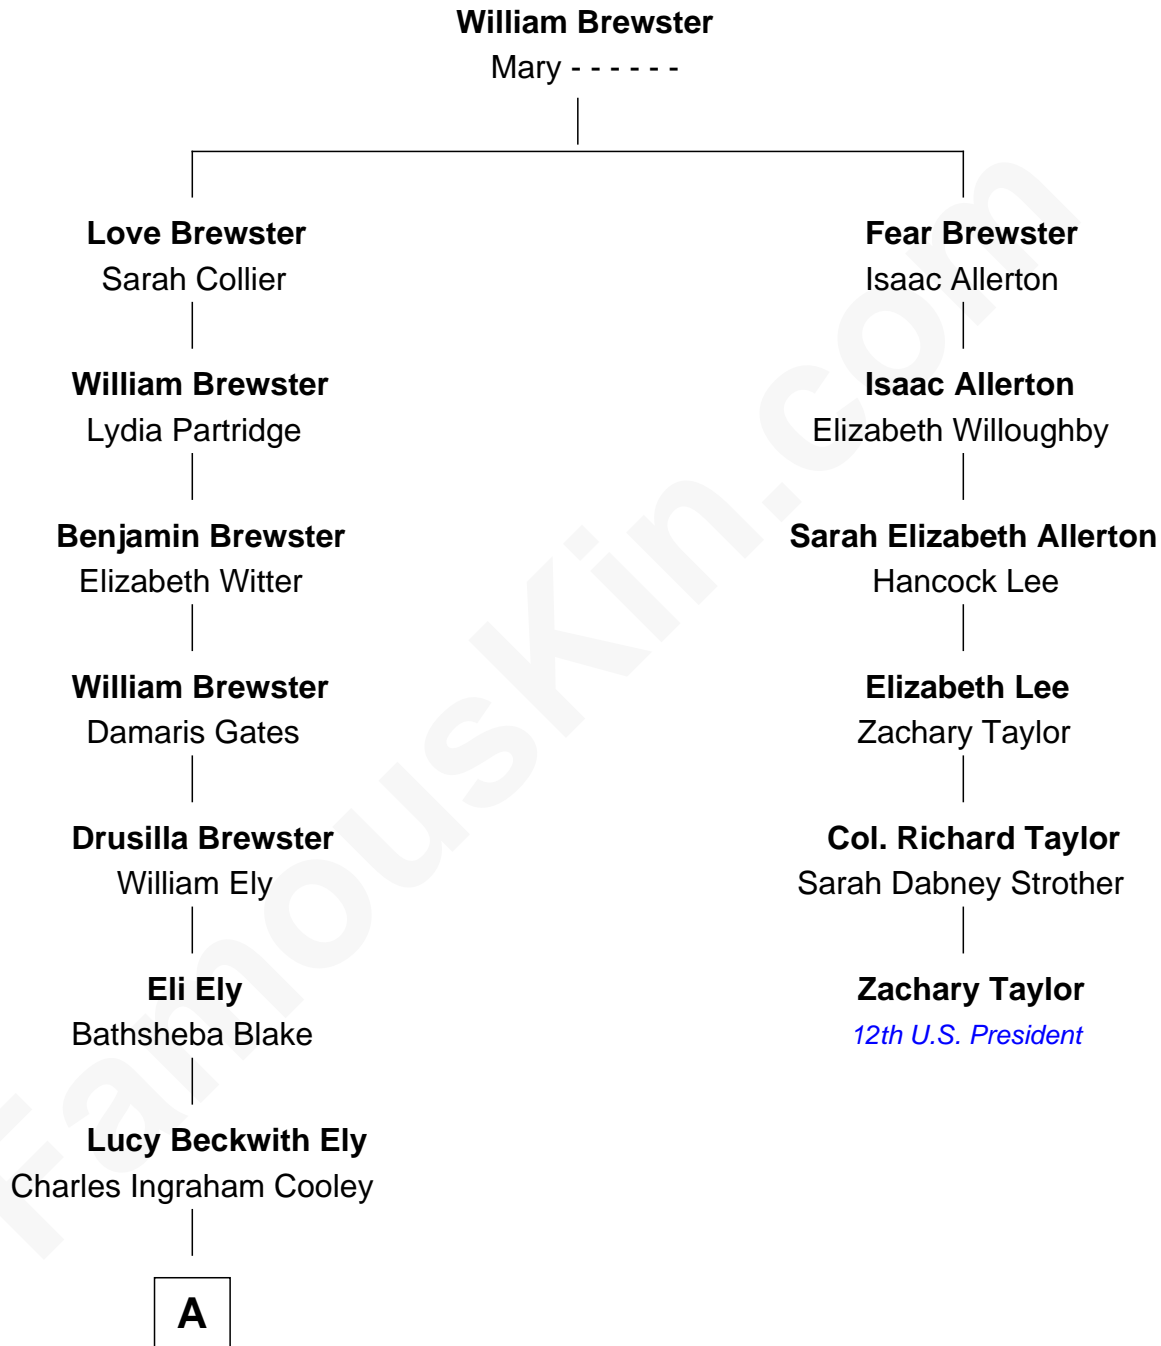 William Brewster
Mary - - - - - -
Love Brewster
Sarah Collier
Fear Brewster
Isaac Allerton
William Brewster
Lydia Partridge
Isaac Allerton
Elizabeth Willoughby
Benjamin Brewster
Elizabeth Witter
Sarah Elizabeth Allerton
Hancock Lee
William Brewster
Damaris Gates
Elizabeth Lee
Zachary Taylor
Drusilla Brewster
William Ely
Col. Richard Taylor
Sarah Dabney Strother
Eli Ely
Bathsheba Blake
Zachary Taylor
12th U.S. President
Lucy Beckwith Ely
Charles Ingraham Cooley
A
FamousKin.com